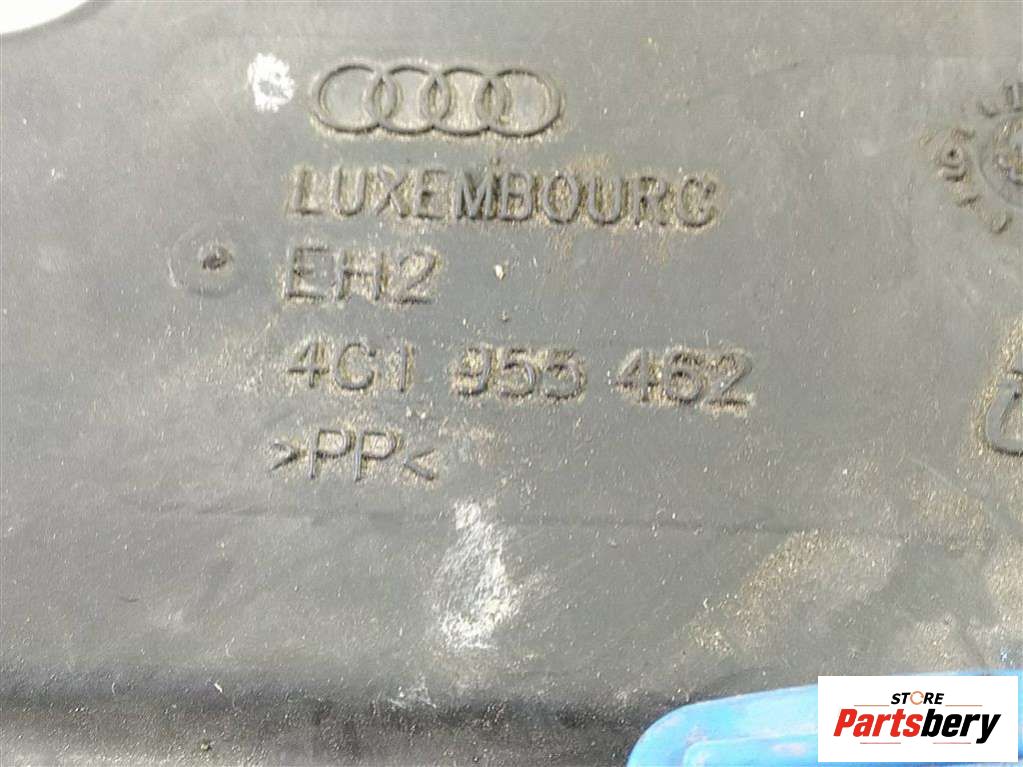 LUXEMBOURG
EH2
4G1 955 462
>PP<
STORE
Partsbery